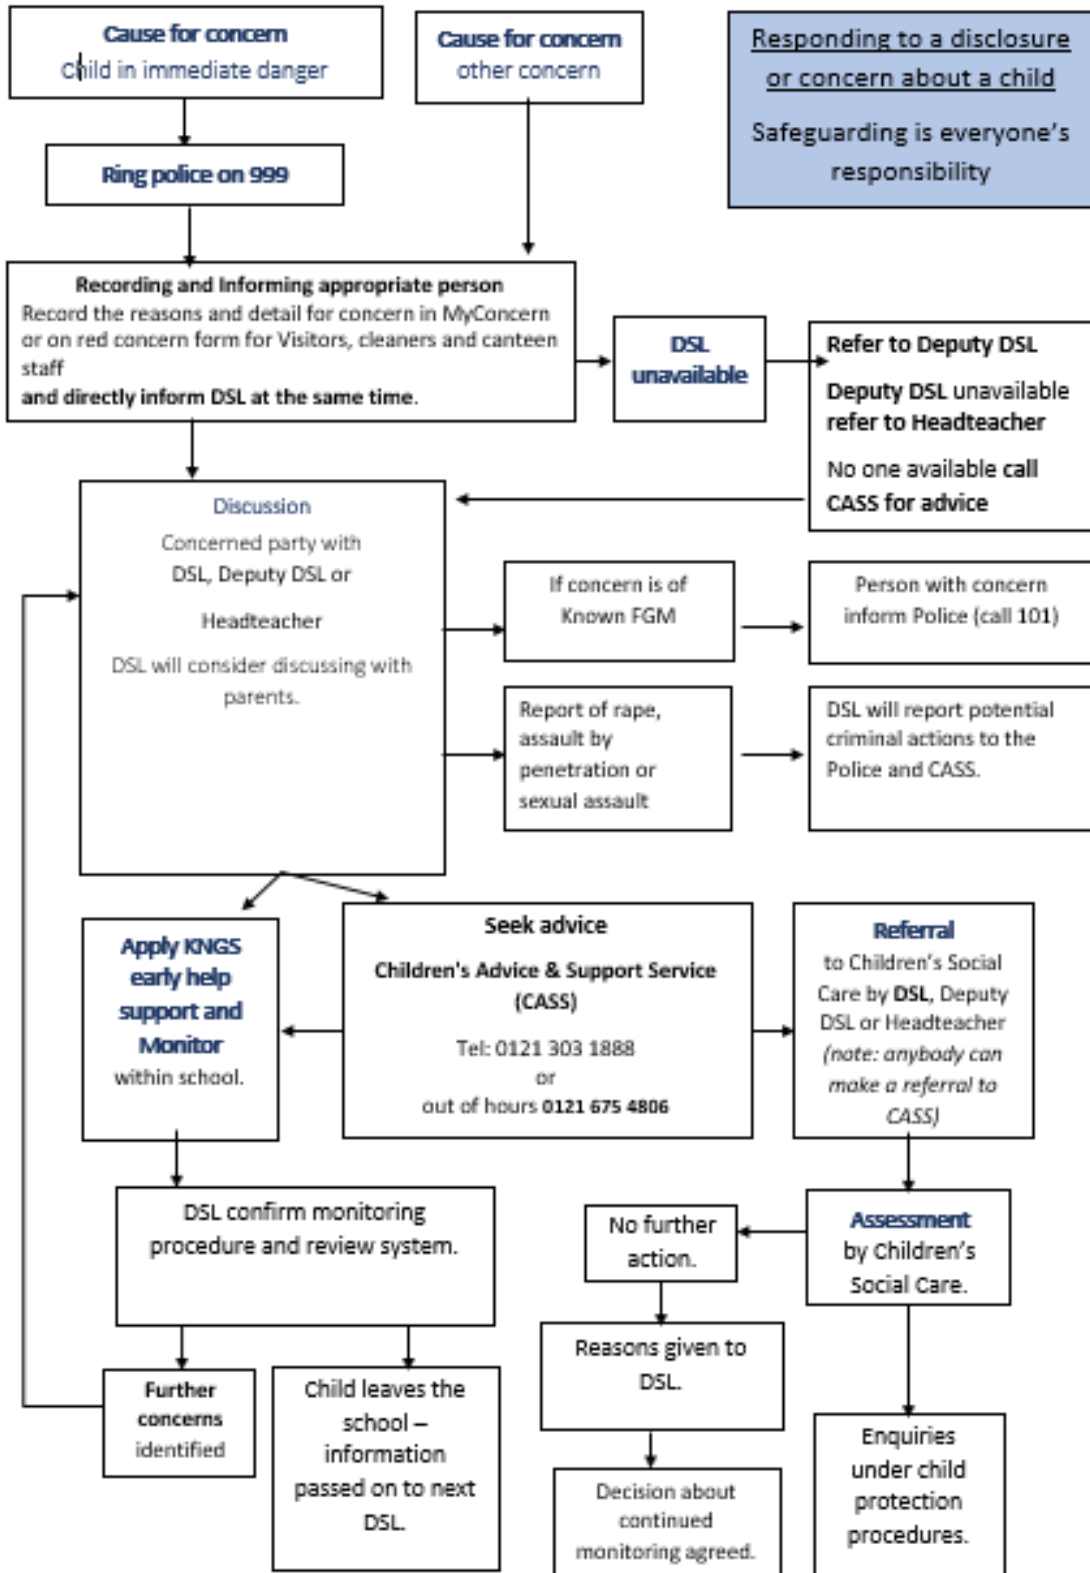 Cause for concern
Child in immediate danger
Cause for concern
other concern
Responding to a disclosure
or concern about a child
Safeguarding is everyone's
responsibility
Ring police on 999
Recording and Informing appropriate person
Record the reasons and detail for concern in MyConcern
or on red concern form for Visitors, cleaners and canteen
staff
and directly inform DSL at the same time.
DSL
unavailable
Refer to Deputy DSL
Deputy DSL unavailable
refer to Headteacher
No one available call
CASS for advice
Discussion
Concerned party with
DSL, Deputy DSL or
Headteacher
DSL will consider discussing with
parents.
If concern is of
Known FGM
Person with concern
inform Police (call 101)
Report of rape,
assault by
penetration or
sexual assault
DSL will report potential
criminal actions to the
Police and CASS.
Apply KNGS
early help
support and
Monitor
within school.
Seek advice
Children's Advice & Support Service
(CASS)
Tel: 0121 303 1888
or
out of hours 0121 675 4806
Referral
to Children's Social
Care by DSL, Deputy
DSL or Headteacher
(note: anybody can
make a referral to
CASS)
DSL confirm monitoring
procedure and review system.
No further
action.
Assessment
by Children's
Social Care.
Further
concerns
identified
Child leaves the
school –
information
passed on to next
DSL.
Reasons given to
DSL.
Decision about
continued
monitoring agreed.
Enquiries
under child
protection
procedures.